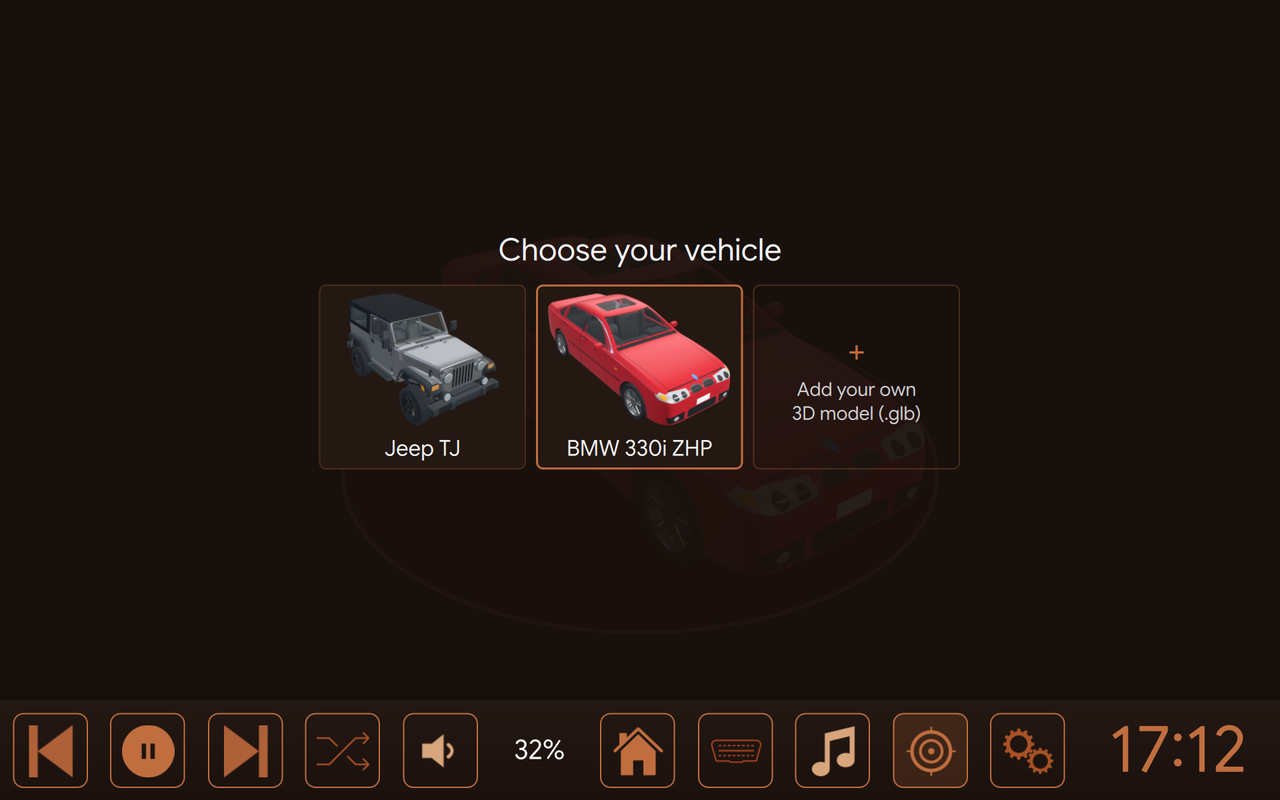 Choose your vehicle
Jeep TJ
BMW 330i ZHP
+
Add your own
3D model (.glb)
32%
17:12